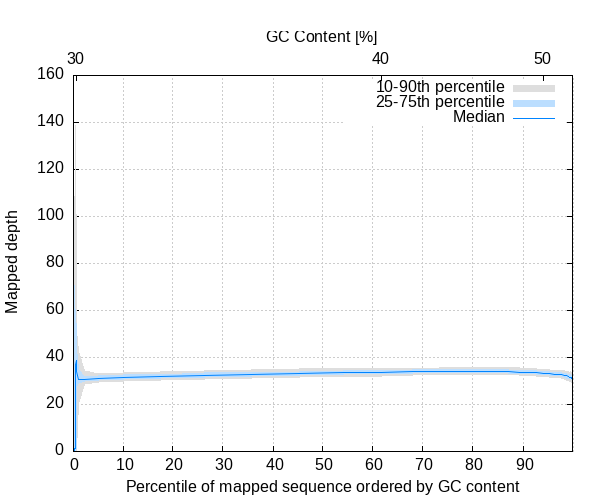 GC Content [%]
30 40 50
160
140
120
100
80
60
40
20
0
10-90th percentile
25-75th percentile
Median
Mapped depth
0 10 20 30 40 50 60 70 80 90
Percentile of mapped sequence ordered by GC content